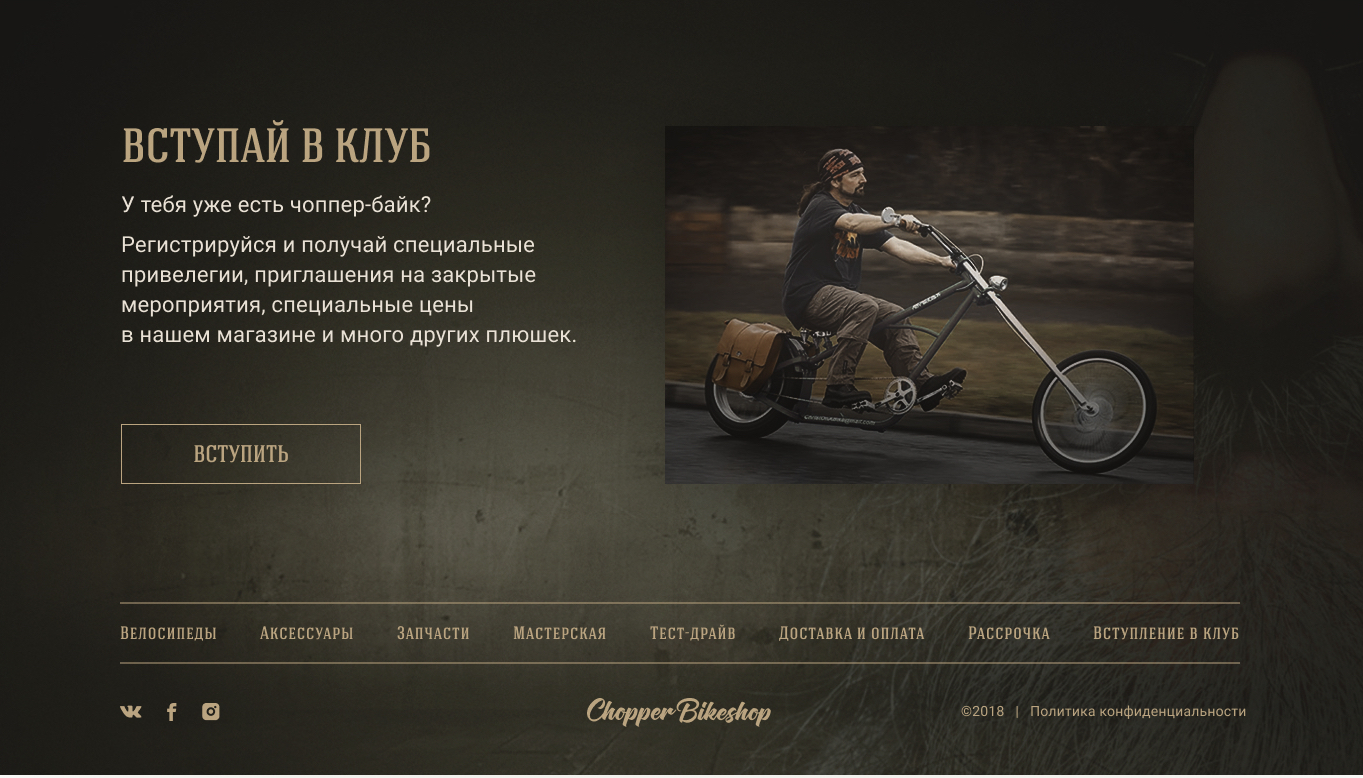 ВСТУПАЙ В КЛУБ
У тебя уже есть чоппер-байк?
Регистрируйся и получай специальные
привелегии, приглашения на закрытые
мероприятия, специальные цены
в нашем магазине и много других плюшек.
ВСТУПИТЬ
Велосипеды Аксессуары Запчасти Мастерская Тест-драйв Доставка и оплата Рассрочка Вступление в клуб
Chopper Bikeshop
©2018 | Политика конфиденциальности